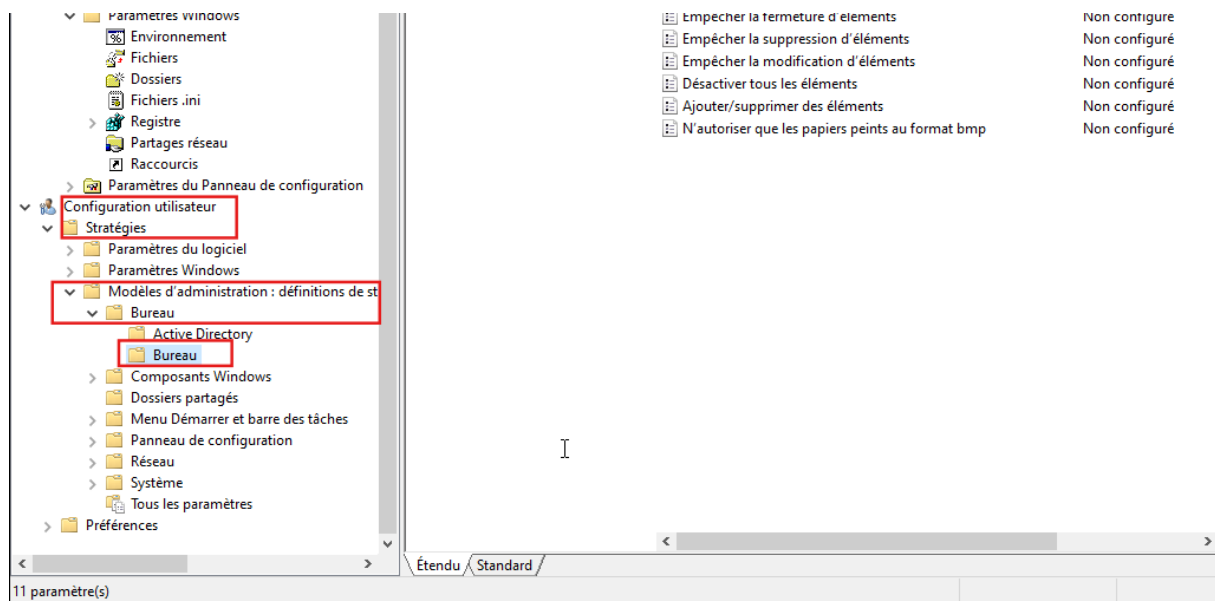 Paramètres Windows
Environnement
Fichiers
Dossiers
Fichiers .ini
Registre
Partages réseau
Raccourcis
Paramètres du Panneau de configuration
Configuration utilisateur
Stratégies
Paramètres du logiciel
Paramètres Windows
Modèles d'administration : définitions de st
Bureau
Active Directory
Bureau
Composants Windows
Dossiers partagés
Menu Démarrer et barre des tâches
Panneau de configuration
Réseau
Système
Tous les paramètres
Préférences
Empêcher la fermeture d'éléments Non configuré
Empêcher la suppression d'éléments Non configuré
Empêcher la modification d'éléments Non configuré
Désactiver tous les éléments Non configuré
Ajouter/supprimer des éléments Non configuré
N'autoriser que les papiers peints au format bmp Non configuré
Étendu Standard
11 paramètre(s)